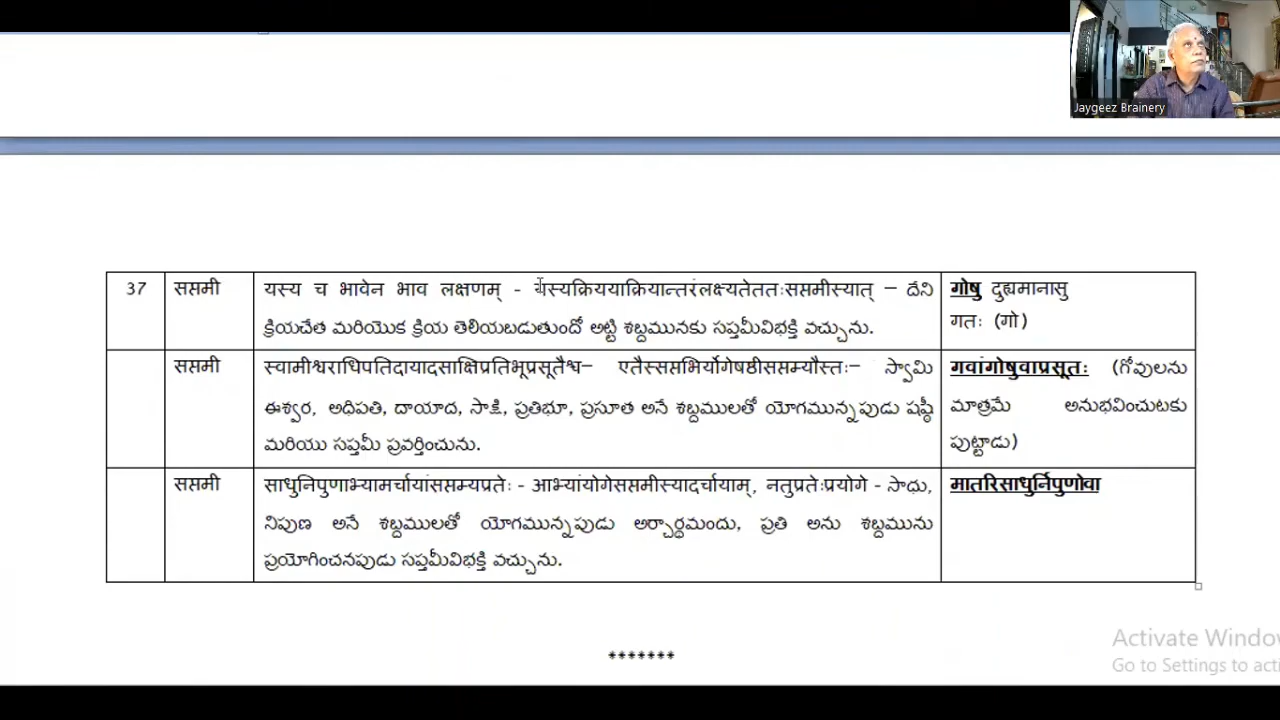 Jaygeez Brainery
37 सप्तमी यस्य च भावेन भाव लक्षणम् - यस्यक्रिययाक्रियान्तरंलक्ष्यतेततःसप्तमीस्यात् – దేని गोषु दुह्यमानासु
క్రియచేత మరియొక క్రియ తెలియబడుతుందో అట్టి శబ్దమునకు సప్తమీవిభక్తి వచ్చును. गतः (गो)
सप्तमी स्वामीश्वराधिपतिदायादसाक्षिप्रतिभूप्रसूतैश्च– एतैस्सप्तभिर्योगेषष्ठीसप्तम्यौस्तः– స్వామి गवांगोषुवाप्रसूतः (గోవులను
ఈశ్వర, అధిపతి, దాయాద, సాక్షి, ప్రతిభూ, ప్రసూత అనే శబ్దములతో యోగమున్నపుడు షష్ఠీ మాత్రమే అనుభవించుటకు
మరియు సప్తమీ ప్రవర్తించును. పుట్టాడు)
सप्तमी साधुनिपुणाभ्यामर्चायांसप्तम्यप्रतेः - आभ्यांयोगेसप्तमीस्यादर्चायाम्, नतुप्रतेःप्रयोगे - సాధు, मातरिसाधुर्निपुणोवा
నిపుణ అనే శబ్దములతో యోగమున్నపుడు అర్చార్థమందు, ప్రతి అను శబ్దమును
ప్రయోగించనపుడు సప్తమీవిభక్తి వచ్చును.
*******
Activate Windo
Go to Settings to acti